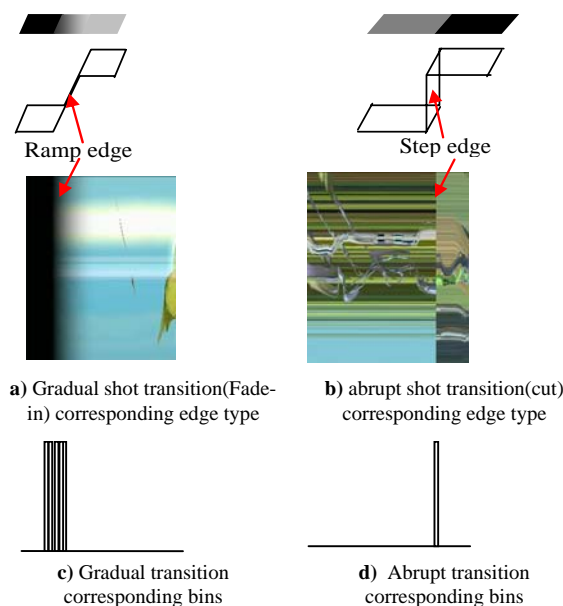 Ramp edge
Step edge
a) Gradual shot transition(Fade-
in) corresponding edge type
b) abrupt shot transition(cut)
corresponding edge type
c) Gradual transition
corresponding bins
d) Abrupt transition
corresponding bins